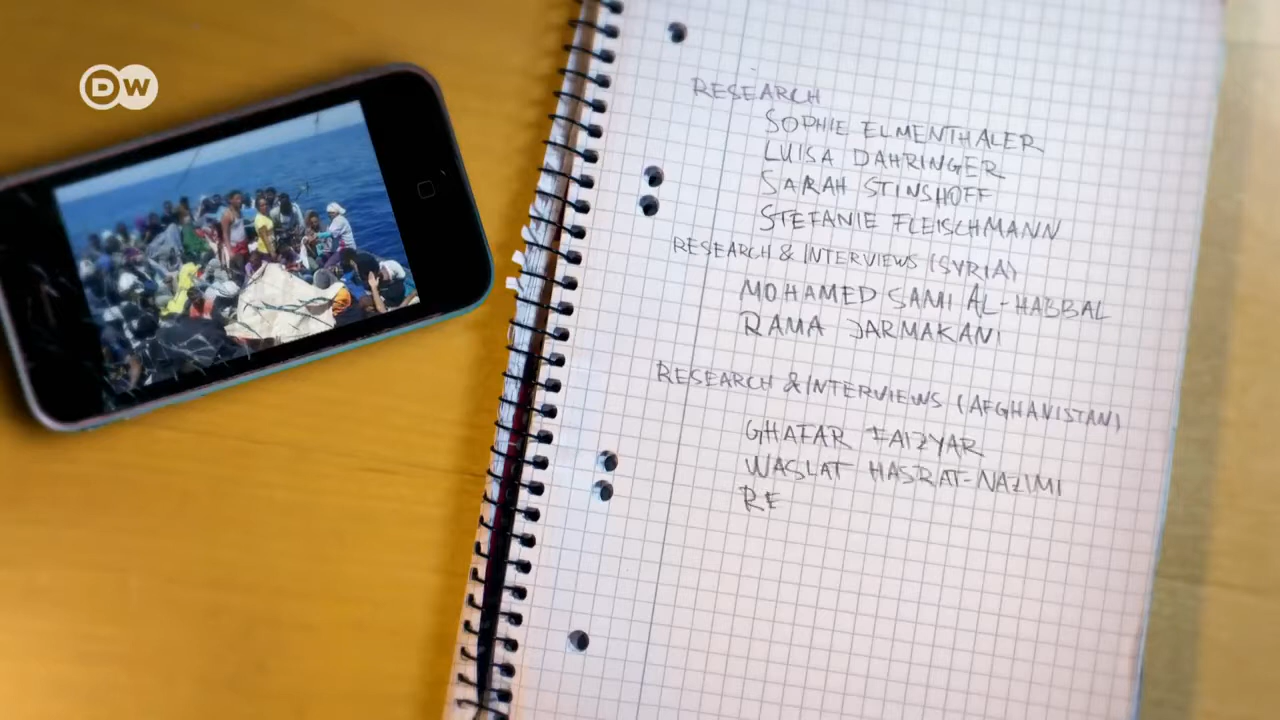 DW
RESEARCH
SOPHIE ELMENTHALER
LUISA DAHRINGER
SARAH STINSHOFF
STEFANIE FLEISCHMANN
RESEARCH & INTERVIEWS (SYRIA)
MOHAMED SAMI AL-HABBAL
RAMA JARMAKANI
RESEARCH & INTERVIEWS (AFGHANISTAN)
GHAFAR FAIZYAR
WASLAT HASRAT-NAZIMI
RE